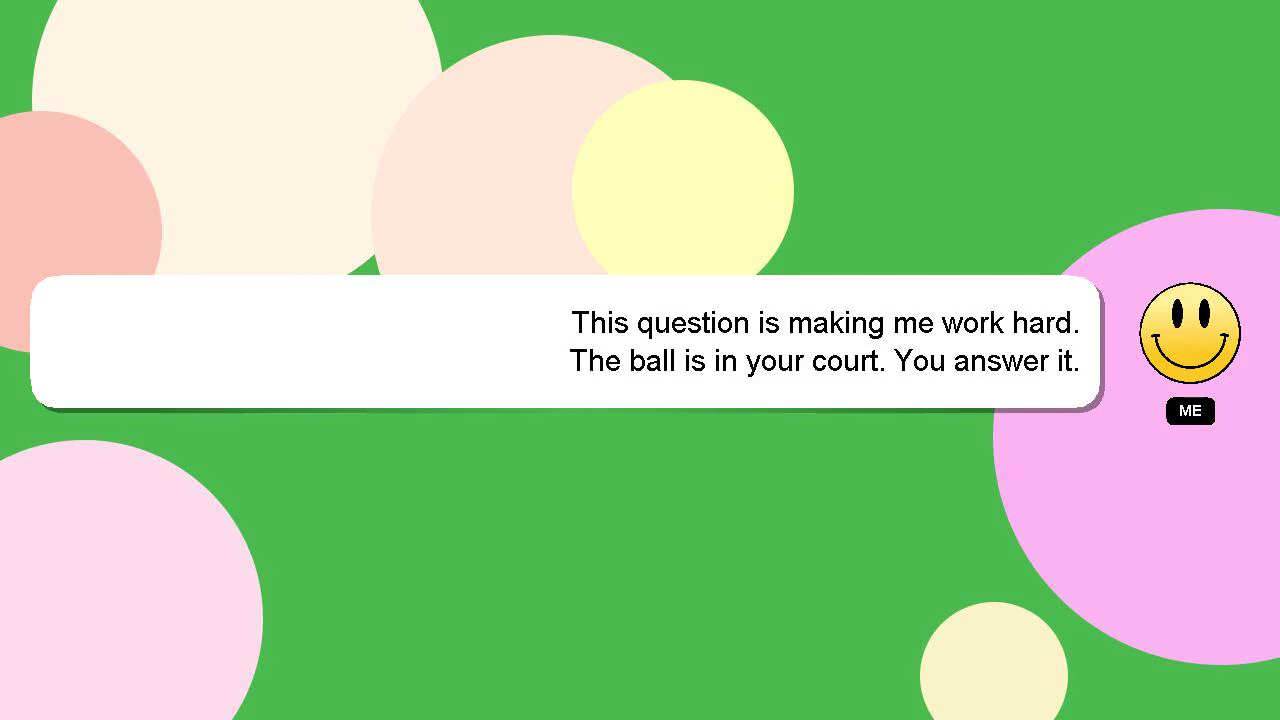 This question is making me work hard.
The ball is in your court. You answer it.
ME